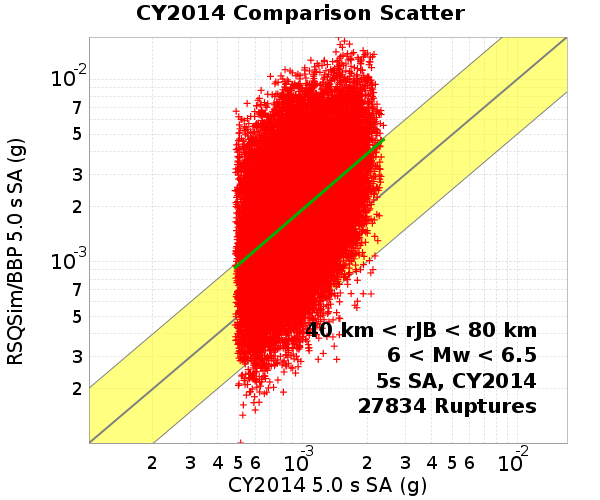 CY2014 Comparison Scatter
RSQSim/BBP 5.0 s SA (g)
10-2
7
5
3
2
10-3
7
5
3
2
40 km < rJB < 80 km
6 < Mw < 6.5
5s SA, CY2014
27834 Ruptures
2 3 4 5 6 10-3 2 3 4 5 6 10-2
CY2014 5.0 s SA (g)